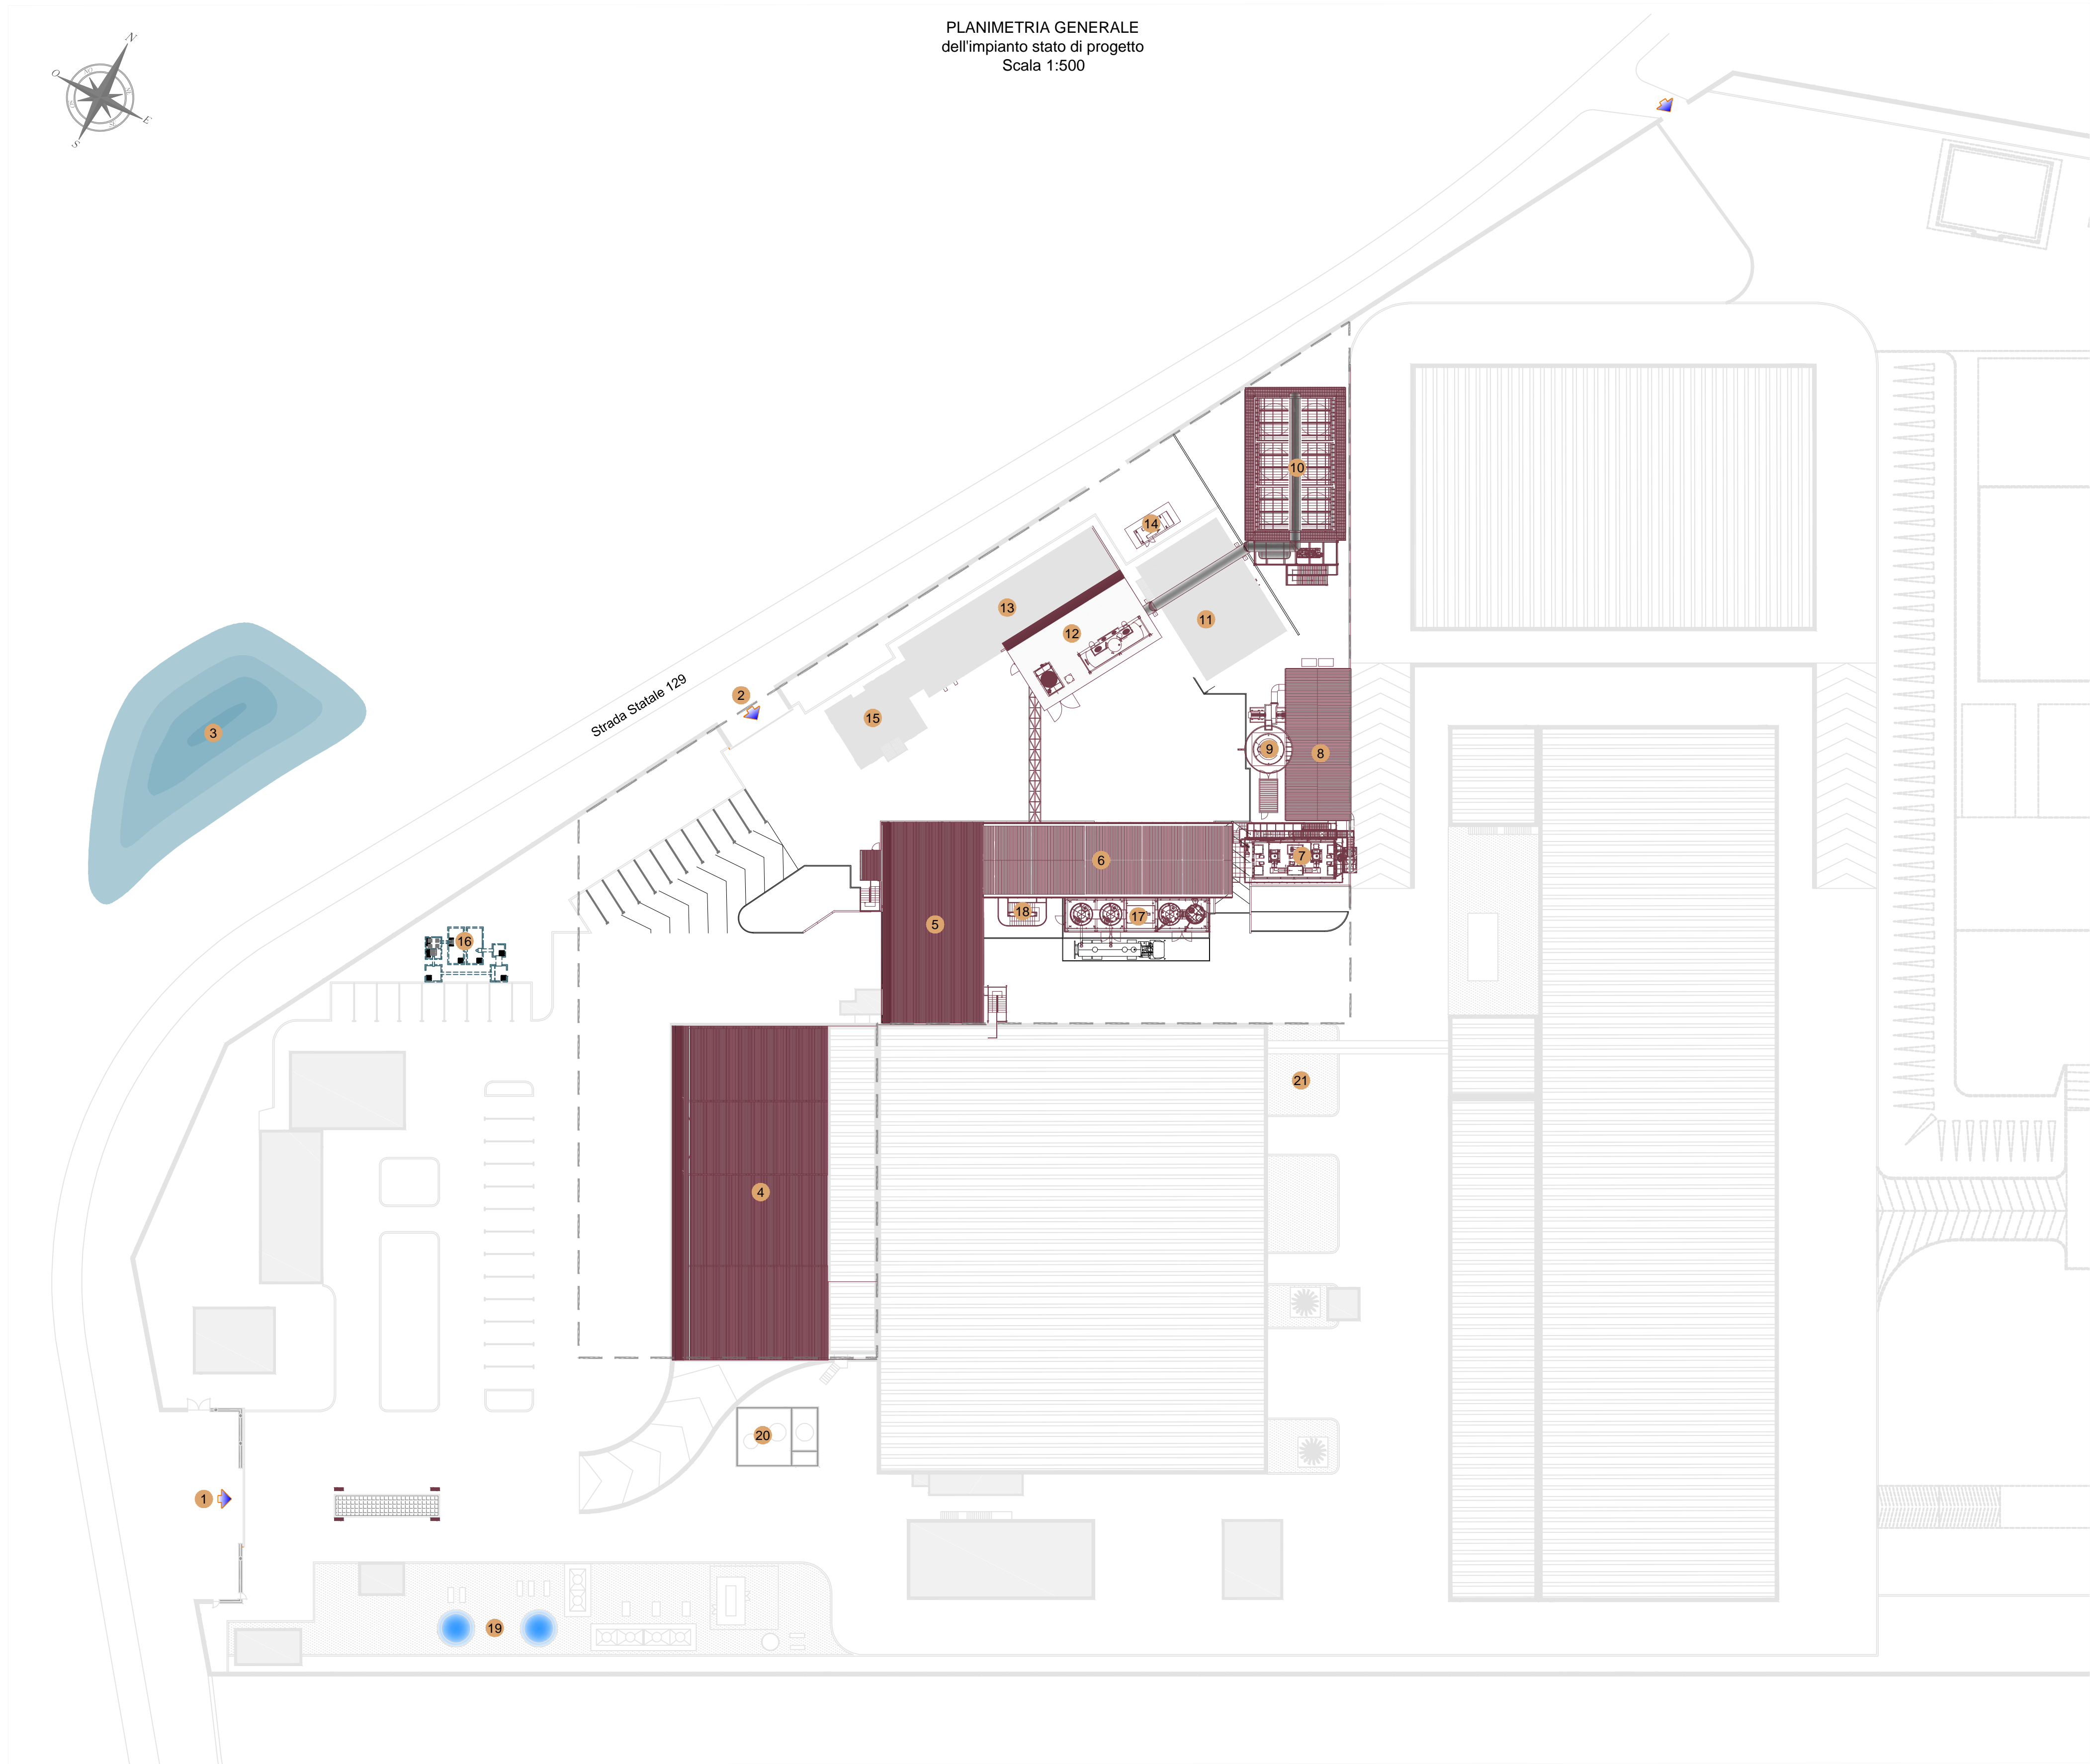 PLANIMETRIA GENERALE
dell'impianto stato di progetto
Scala 1:500
N
O
E
S
10
14
13
11
12
2
15
3
9
8
7
6
18
17
5
16
21
4
20
1
19
Strada Statale 129